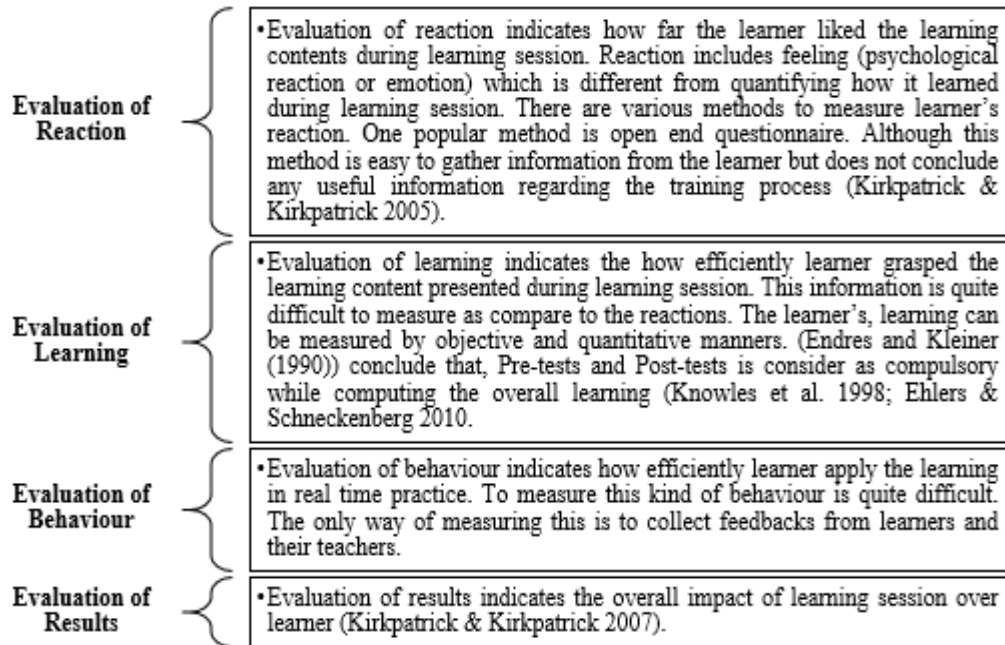 Evaluation of
Reaction
•Evaluation of reaction indicates how far the learner liked the learning
contents during learning session. Reaction includes feeling (psychological
reaction or emotion) which is different from quantifying how it learned
during learning session. There are various methods to measure learner's
reaction. One popular method is open end questionnaire. Although this
method is easy to gather information from the learner but does not conclude
any useful information regarding the training process (Kirkpatrick &
Kirkpatrick 2005).
Evaluation of
Learning
•Evaluation of learning indicates the how efficiently learner grasped the
learning content presented during learning session. This information is quite
difficult to measure as compare to the reactions. The learner's, learning can
be measured by objective and quantitative manners. (Endres and Kleiner
(1990)) conclude that, Pre-tests and Post-tests is consider as compulsory
while computing the overall learning (Knowles et al. 1998; Ehlers &
Schneckenberg 2010.
Evaluation of
Behaviour
•Evaluation of behaviour indicates how efficiently learner apply the learning
in real time practice. To measure this kind of behaviour is quite difficult.
The only way of measuring this is to collect feedbacks from learners and
their teachers.
Evaluation of
Results
•Evaluation of results indicates the overall impact of learning session over
learner (Kirkpatrick & Kirkpatrick 2007).